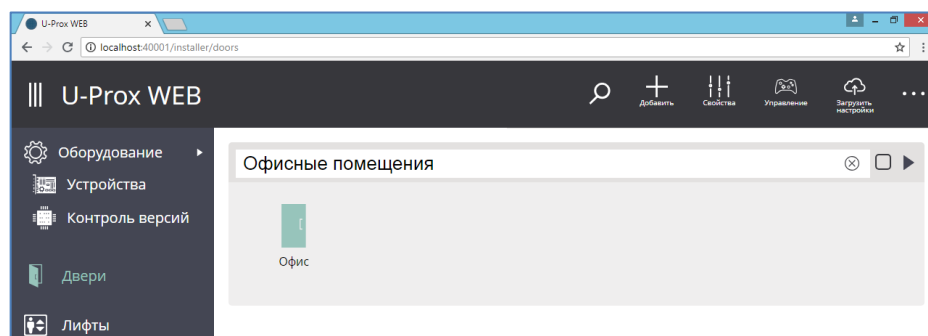 U-Prox WEB
localhost:40001/installer/doors
U-Prox WEB
Добавить
Свойства
Управление
Загрузить
настройки
Оборудование
Устройства
Контроль версий
Двери
Лифты
Офисные помещения
Офис